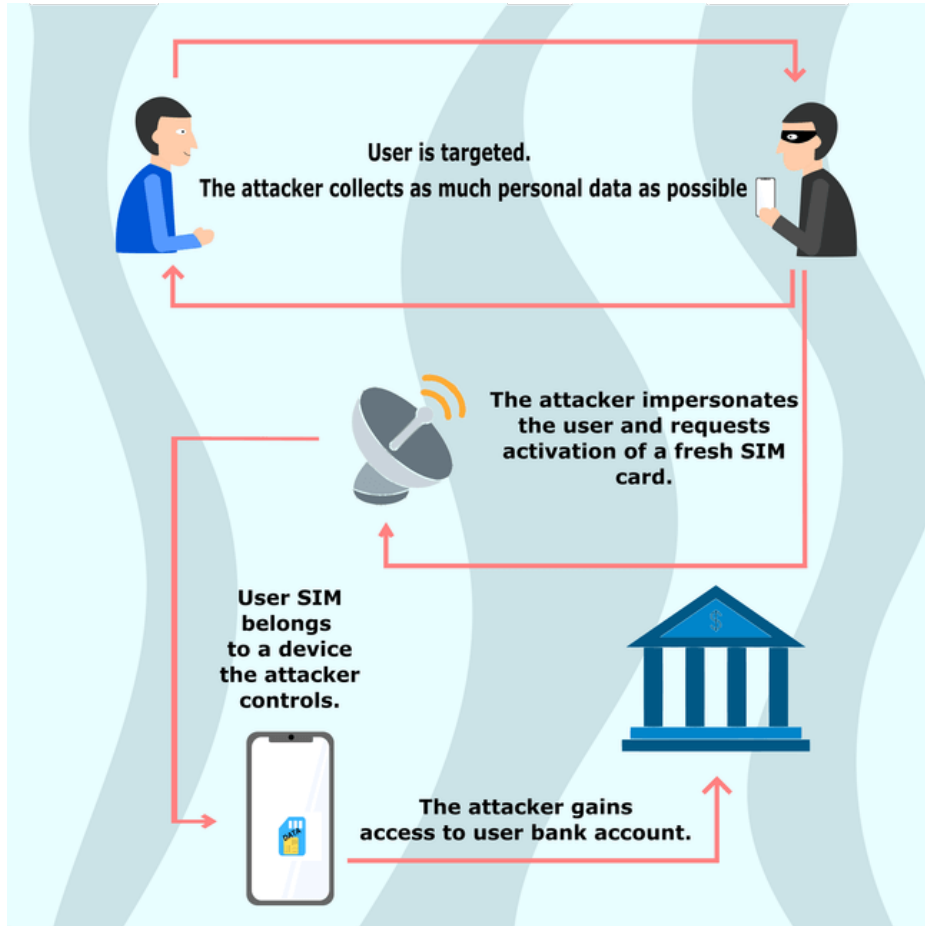 User is targeted.
The attacker collects as much personal data as possible
The attacker impersonates
the user and requests
activation of a fresh SIM
card.
User SIM
belongs
to a device
the attacker
controls.
$
DATA
The attacker gains
access to user bank account.